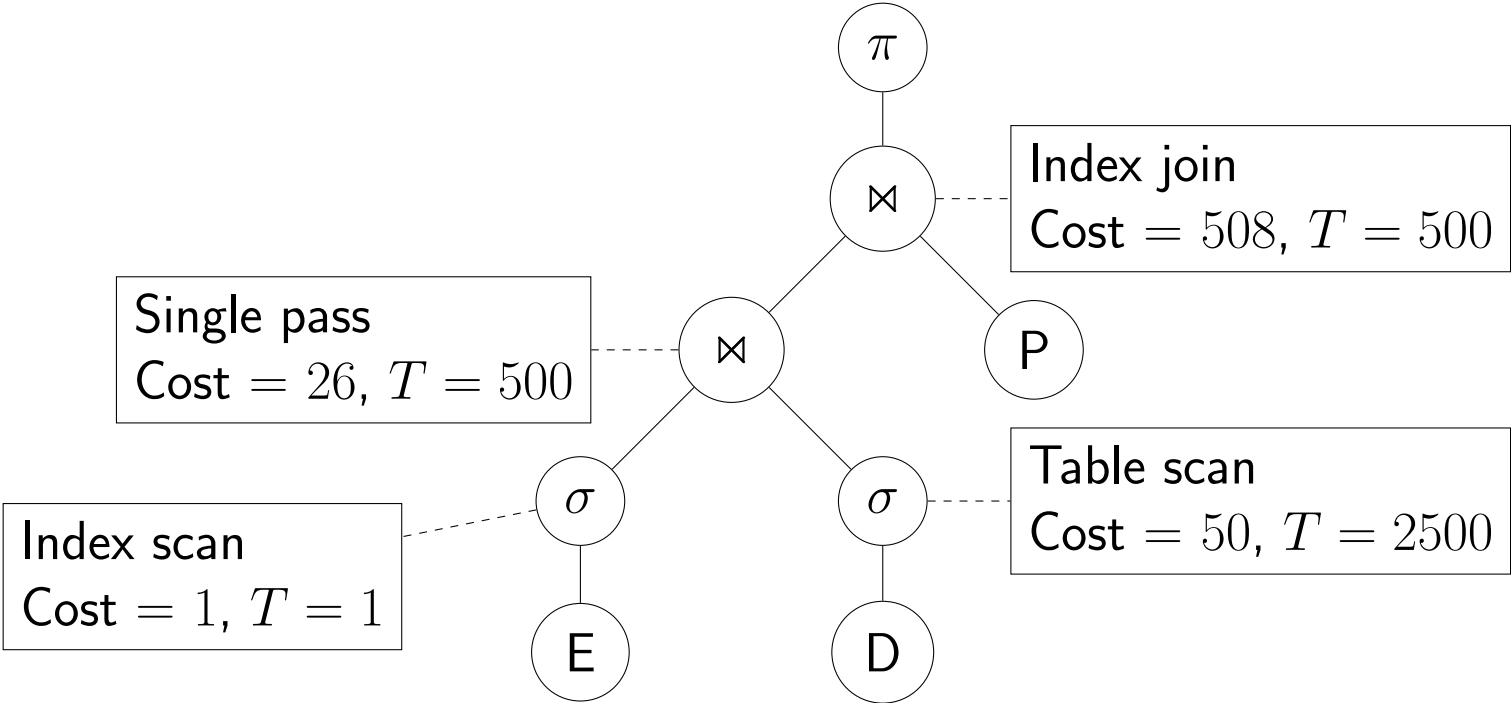 π
⋈
Index join
Cost = 508, T = 500
Single pass
Cost = 26, T = 500
⋈
P
σ
σ
Table scan
Cost = 50, T = 2500
Index scan
Cost = 1, T = 1
E
D